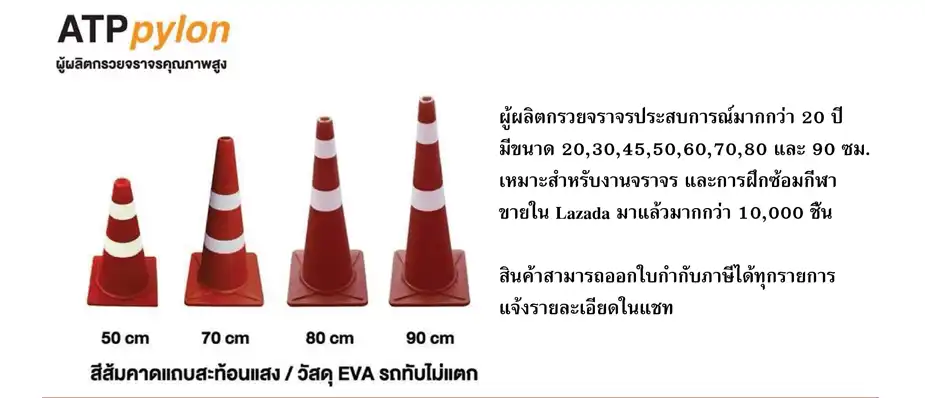 ATPpylon
ผู้ผลิตกรวยจราจรคุณภาพสูง
ผู้ผลิตกรวยจราจรประสบการณ์มากกว่า 20 ปี
มีขนาด 20,30,45,50,60,70,80 และ 90 ซม.
เหมาะสำหรับงานจราจร และการฝึกซ้อมกีฬา
ขายใน Lazada มาแล้วมากกว่า 10,000 ชิ้น
สินค้าสามารถออกใบกำกับภาษีได้ทุกรายการ
แจ้งรายละเอียดในแชท
50 cm 70 cm 80 cm 90 cm
สีส้มคาดแถบสะท้อนแสง / วัสดุ EVA รถทับไม่แตก